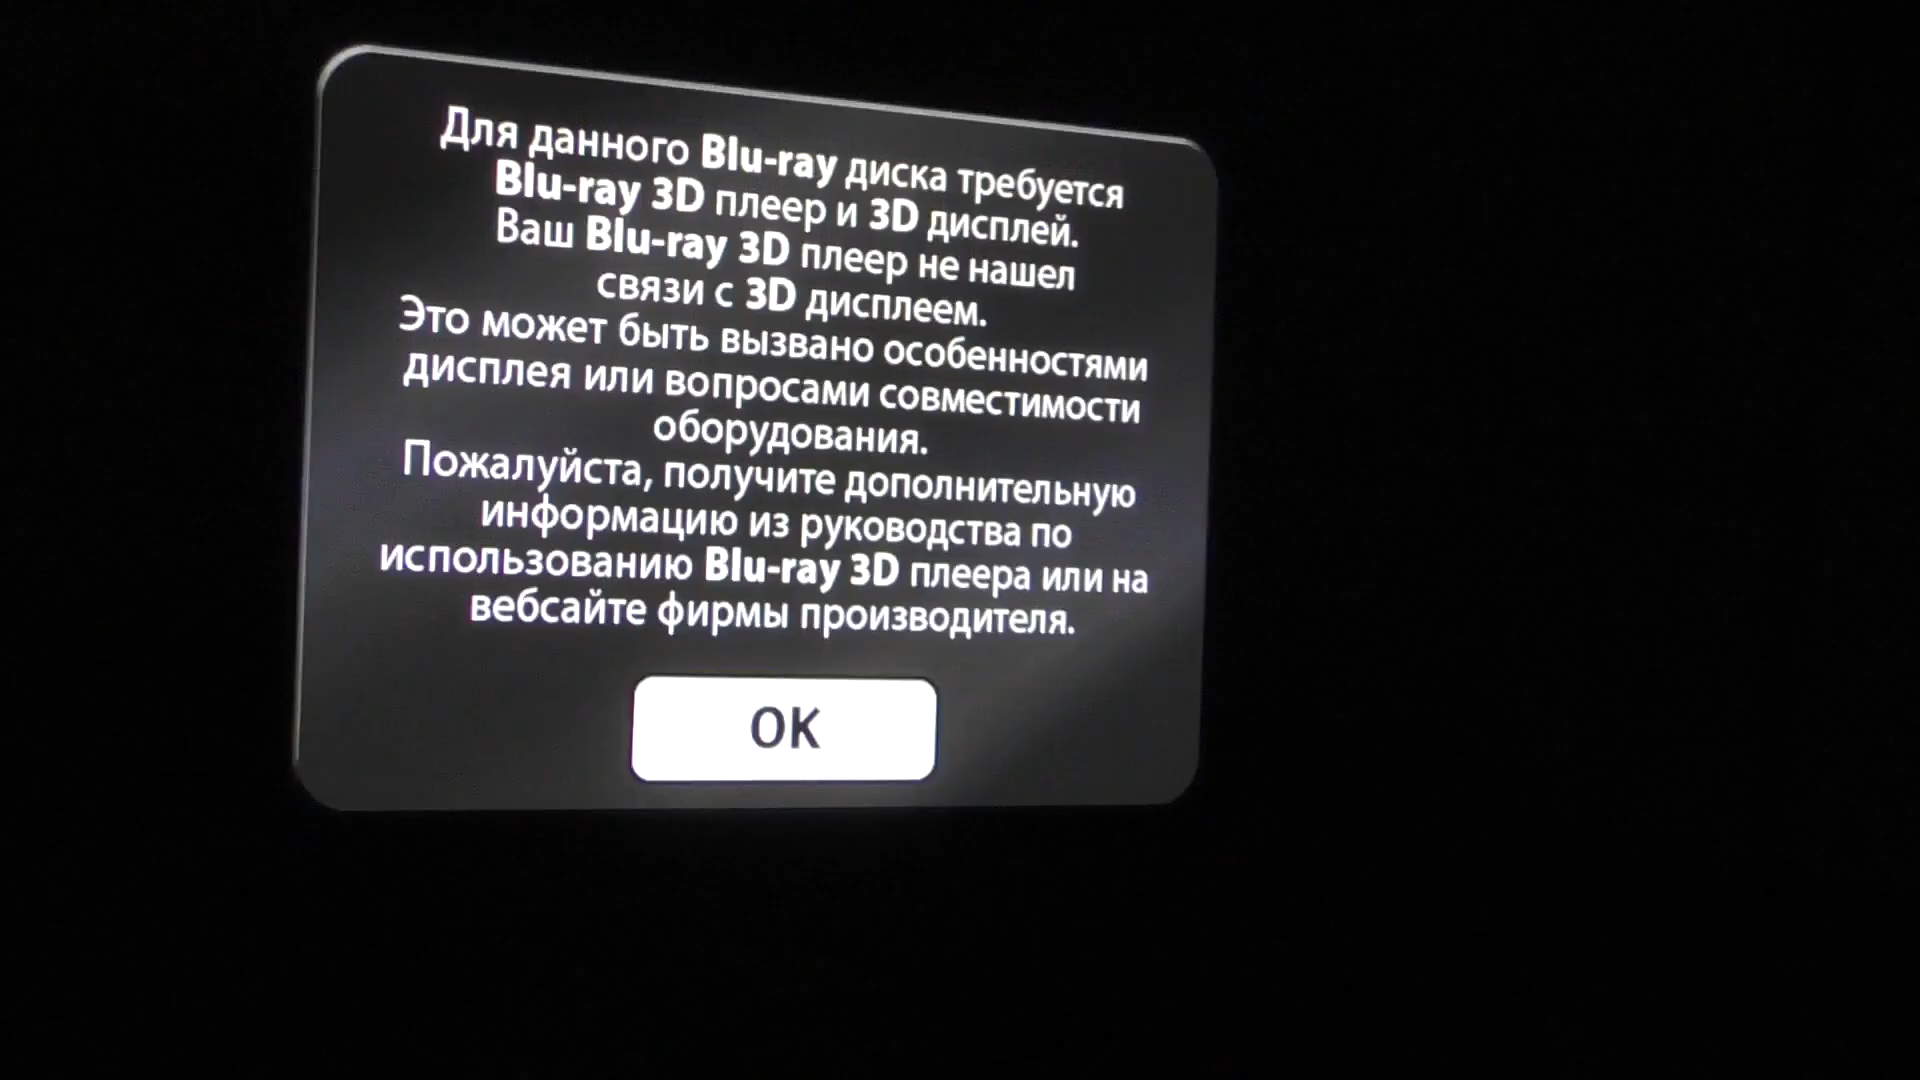 Для данного Blu-ray диска требуется
Blu-ray 3D плеер и 3D дисплей.
Ваш Blu-ray 3D плеер не нашел
связи с 3D дисплеем.
Это может быть вызвано особенностями
дисплея или вопросами совместимости
оборудования.
Пожалуйста, получите дополнительную
информацию из руководства по
использованию Blu-ray 3D плеера или на
вебсайте фирмы производителя.
OK